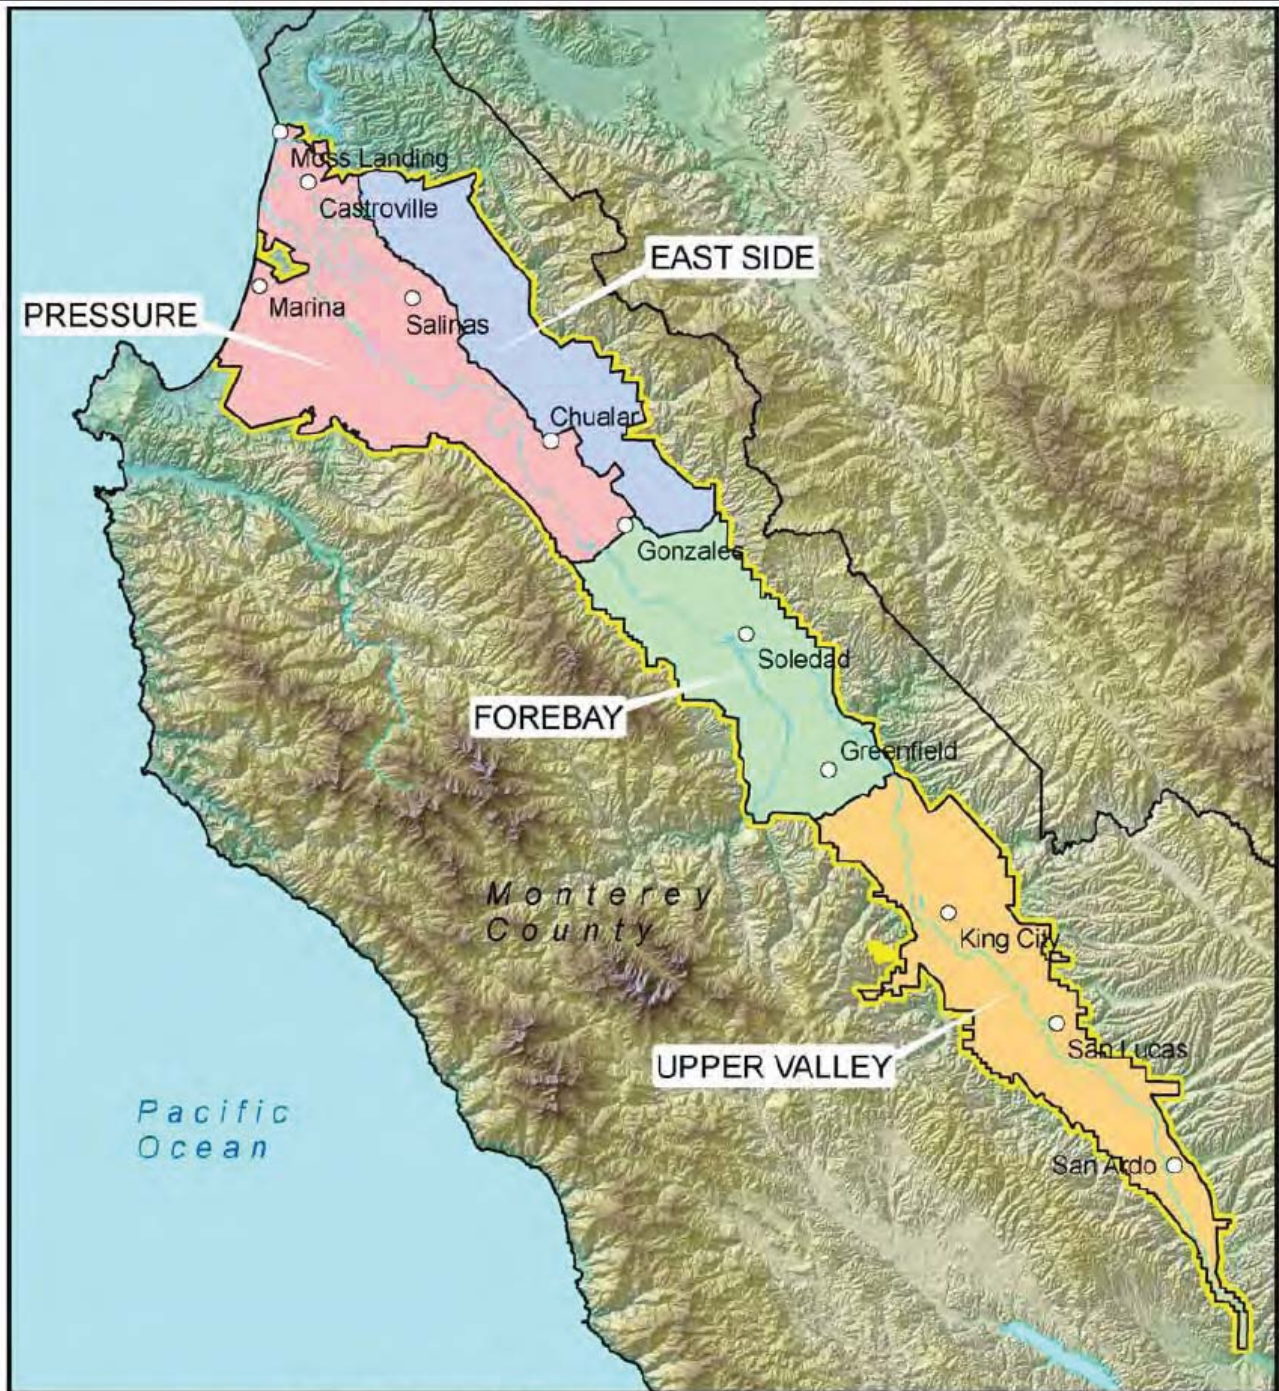 Moss Landing
Castroville
EAST SIDE
PRESSURE
Marina
Salinas
Chualar
Gonzales
Soledad
FOREBAY
Greenfield
Monterey
County
King City
San Lucas
UPPER VALLEY
Pacific
Ocean
San Ardo